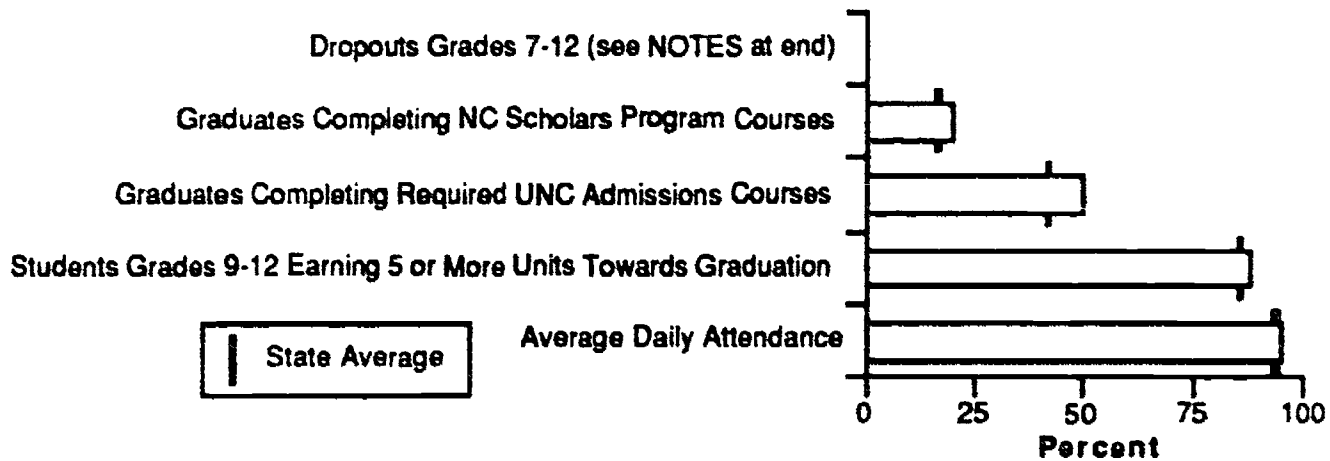 Dropouts Grades 7-12 (see NOTES at end)
Graduates Completing NC Scholars Program Courses
Graduates Completing Required UNC Admissions Courses
Students Grades 9-12 Earning 5 or More Units Towards Graduation
Average Daily Attendance
State Average
0 25 50 75 100
Percent